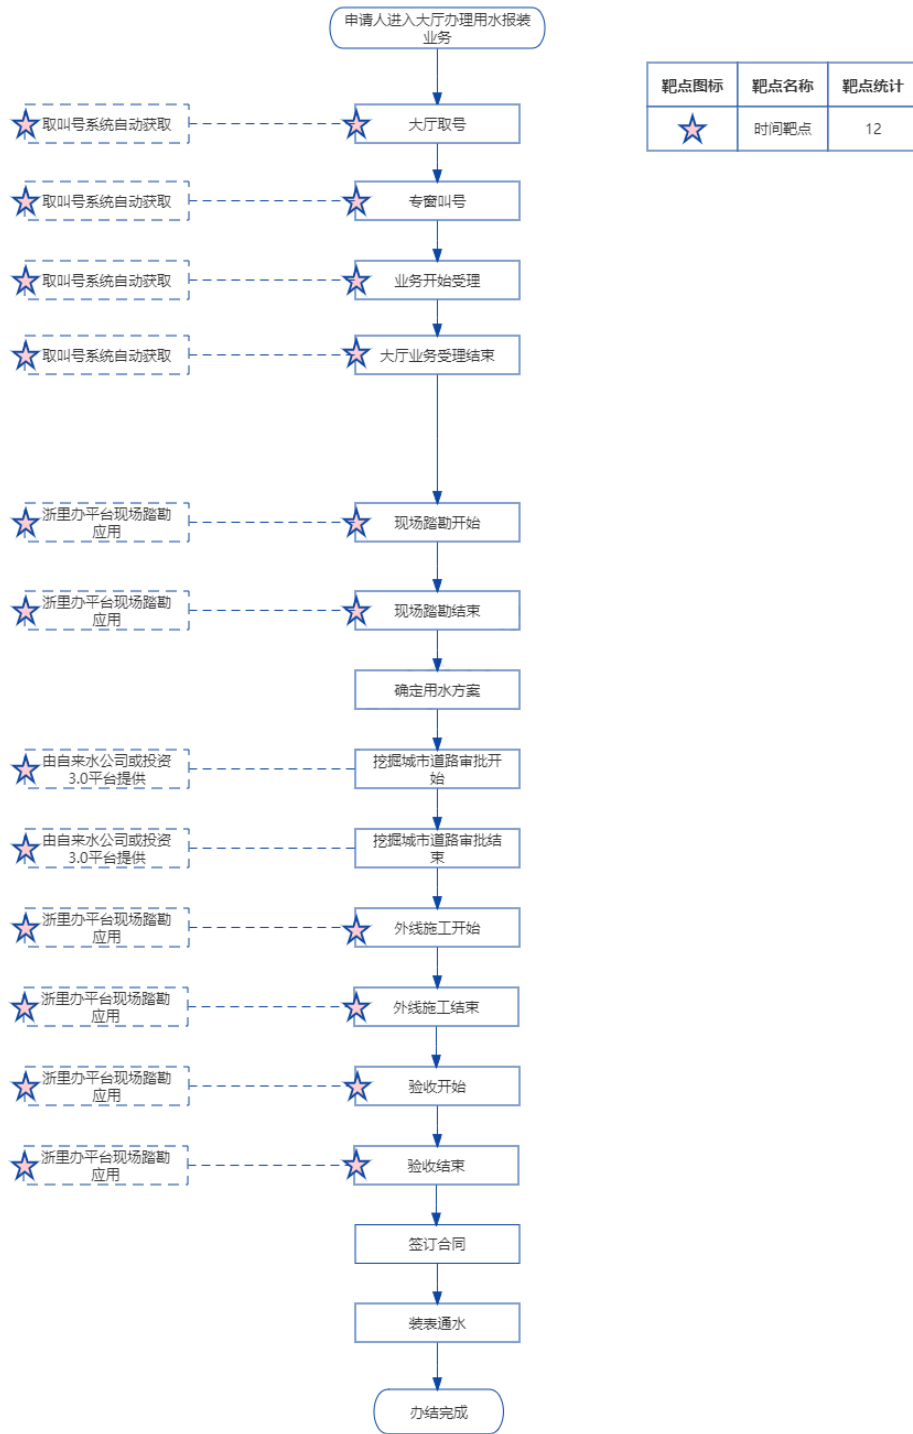 申请人进入大厅办理用水报装
业务
靶点图标 靶点名称 靶点统计
时间靶点 12
取叫号系统自动获取 大厅取号
取叫号系统自动获取 专窗叫号
取叫号系统自动获取 业务开始受理
取叫号系统自动获取 大厅业务受理结束
浙里办平台现场踏勘
应用
现场踏勘开始
浙里办平台现场踏勘
应用
现场踏勘结束
确定用水方案
由自来水公司或投资
3.0平台提供
挖掘城市道路审批开
始
由自来水公司或投资
3.0平台提供
挖掘城市道路审批结
束
浙里办平台现场踏勘
应用
外线施工开始
浙里办平台现场踏勘
应用
外线施工结束
浙里办平台现场踏勘
应用
验收开始
浙里办平台现场踏勘
应用
验收结束
签订合同
装表通水
办结完成